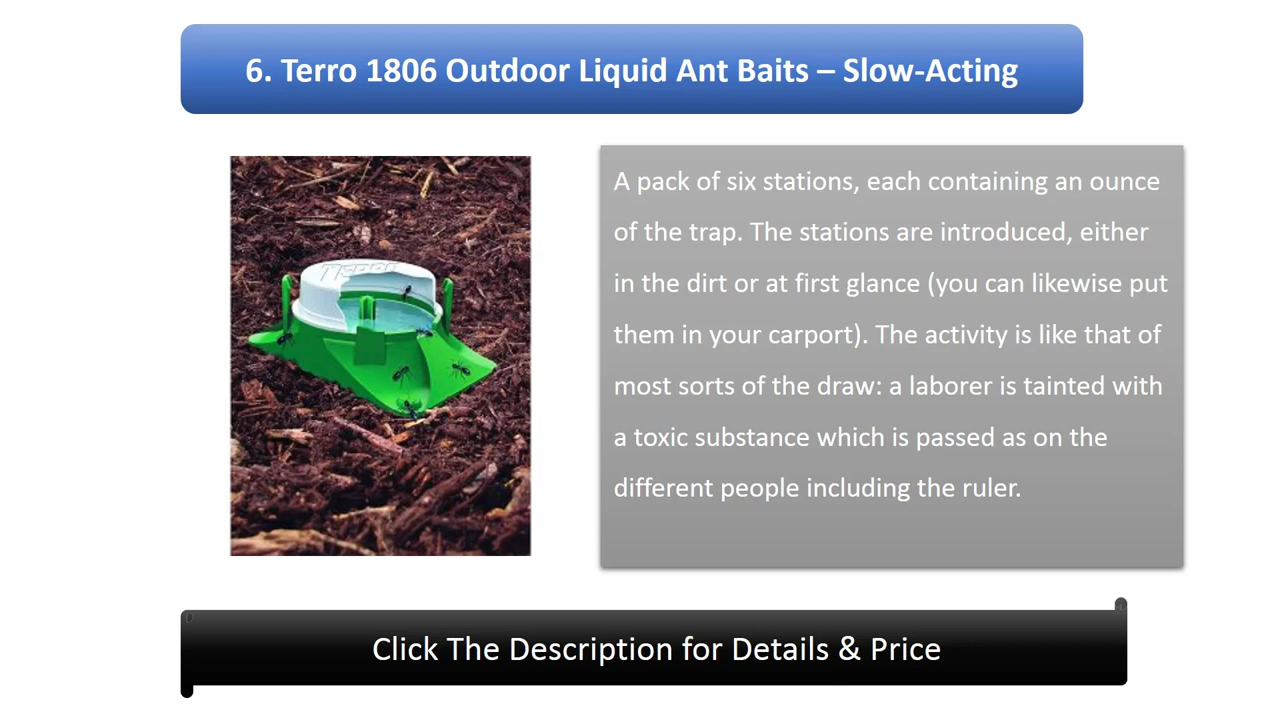 6. Terro 1806 Outdoor Liquid Ant Baits – Slow-Acting
A pack of six stations, each containing an ounce
of the trap. The stations are introduced, either
in the dirt or at first glance (you can likewise put
them in your carport). The activity is like that of
most sorts of the draw: a laborer is tainted with
a toxic substance which is passed as on the
different people including the ruler.
Click The Description for Details & Price